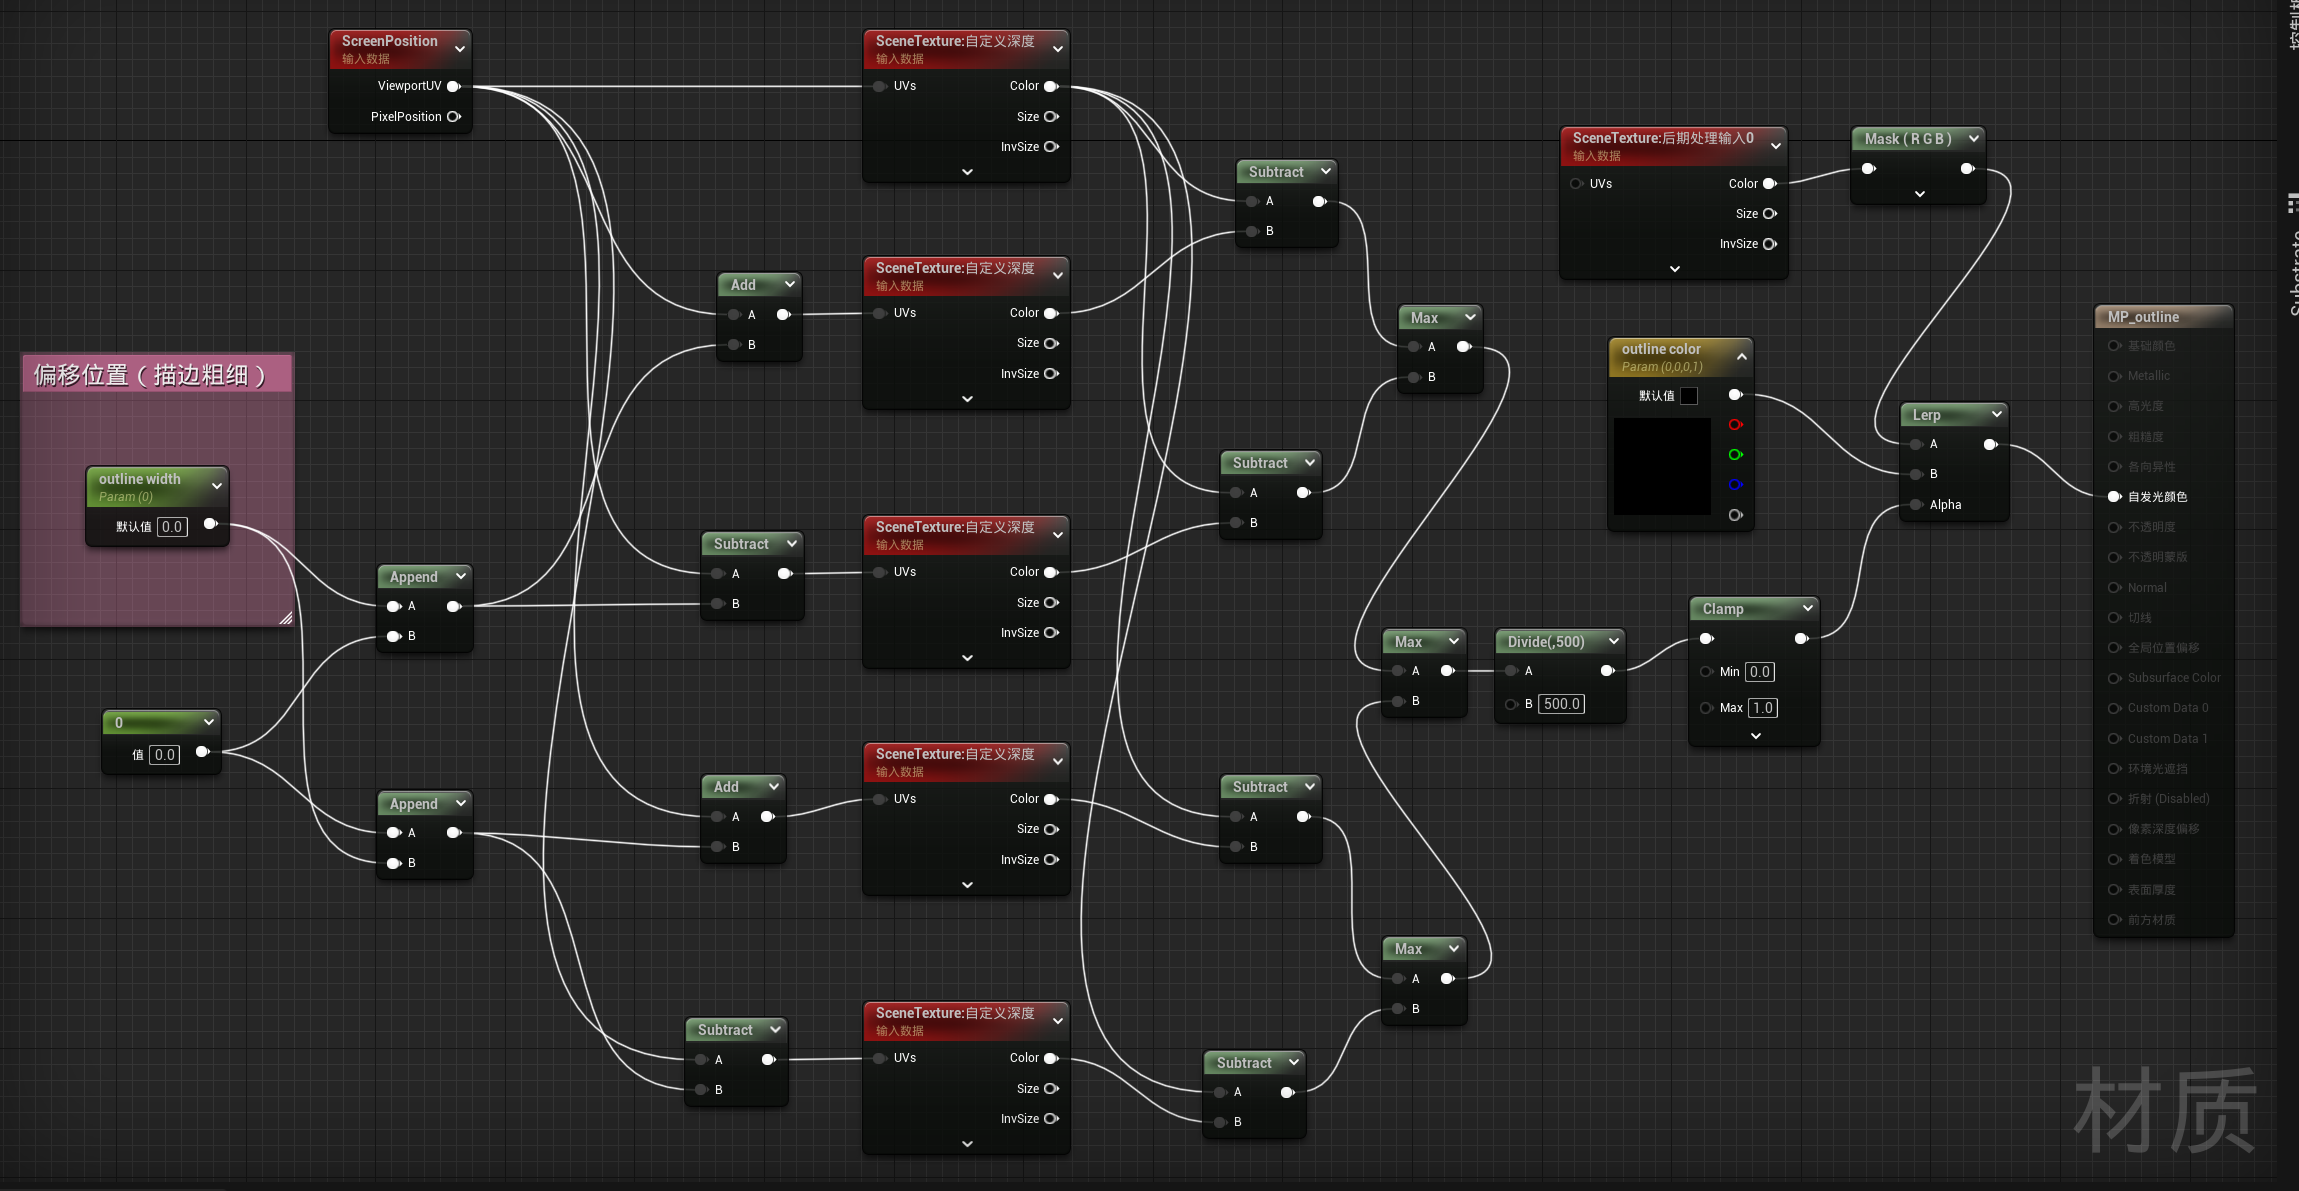 ScreenPosition
输入数据
ViewportUV
PixelPosition
SceneTexture:自定义深度
输入数据
UVs
Color
Size
InvSize
Subtract
A
B
SceneTexture:后期处理输入0
输入数据
UVs
Color
Size
InvSize
Mask ( R G B )
Add
A
B
SceneTexture:自定义深度
输入数据
UVs
Color
Size
InvSize
Max
A
B
outline color
Param (0,0,0,1)
默认值
Lerp
A
B
Alpha
MP_outline
基础颜色
Metallic
高光度
粗糙度
各向异性
自发光颜色
不透明度
不透明蒙版
Normal
切线
全局位置偏移
Subsurface Color
Custom Data 0
Custom Data 1
环境光遮挡
折射 (Disabled)
像素深度偏移
着色模型
表面厚度
前方材质
偏移位置（描边粗细）
outline width
Param (0)
默认值 0.0
Append
A
B
Subtract
A
B
SceneTexture:自定义深度
输入数据
UVs
Color
Size
InvSize
Subtract
A
B
Max
A
B
Divide(,500)
A
B 500.0
Clamp
Min 0.0
Max 1.0
0
值 0.0
Append
A
B
Add
A
B
SceneTexture:自定义深度
输入数据
UVs
Color
Size
InvSize
Subtract
A
B
Max
A
B
Subtract
A
B
SceneTexture:自定义深度
输入数据
UVs
Color
Size
InvSize
Subtract
A
B
材质
Substrate